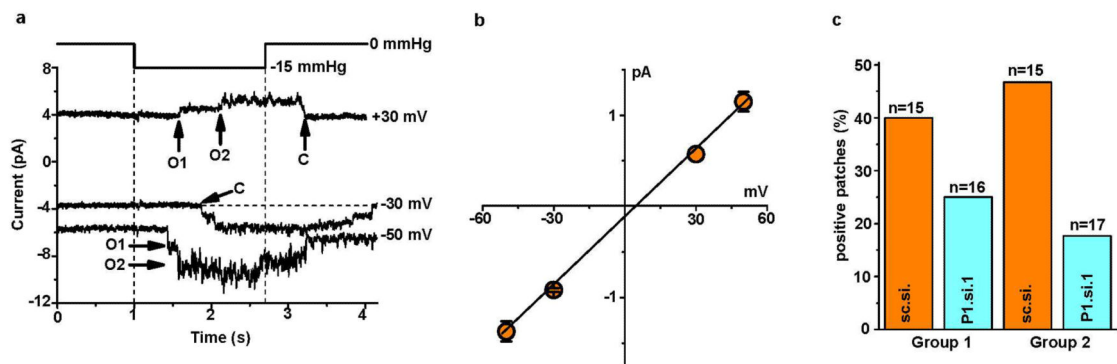 a
0 mmHg
-15 mmHg
8
4
0
-4
-8
-12
Current (pA)
+30 mV
O1
O2
C
C
-30 mV
-50 mV
O1
O2
0
1
2
3
4
Time (s)
b
pA
1
mV
-60
-30
30
60
-1
c
50
40
30
20
10
0
positive patches (%)
n=15
n=16
n=15
n=17
sc.si.
P1.si.1
sc.si.
P1.si.1
Group 1
Group 2